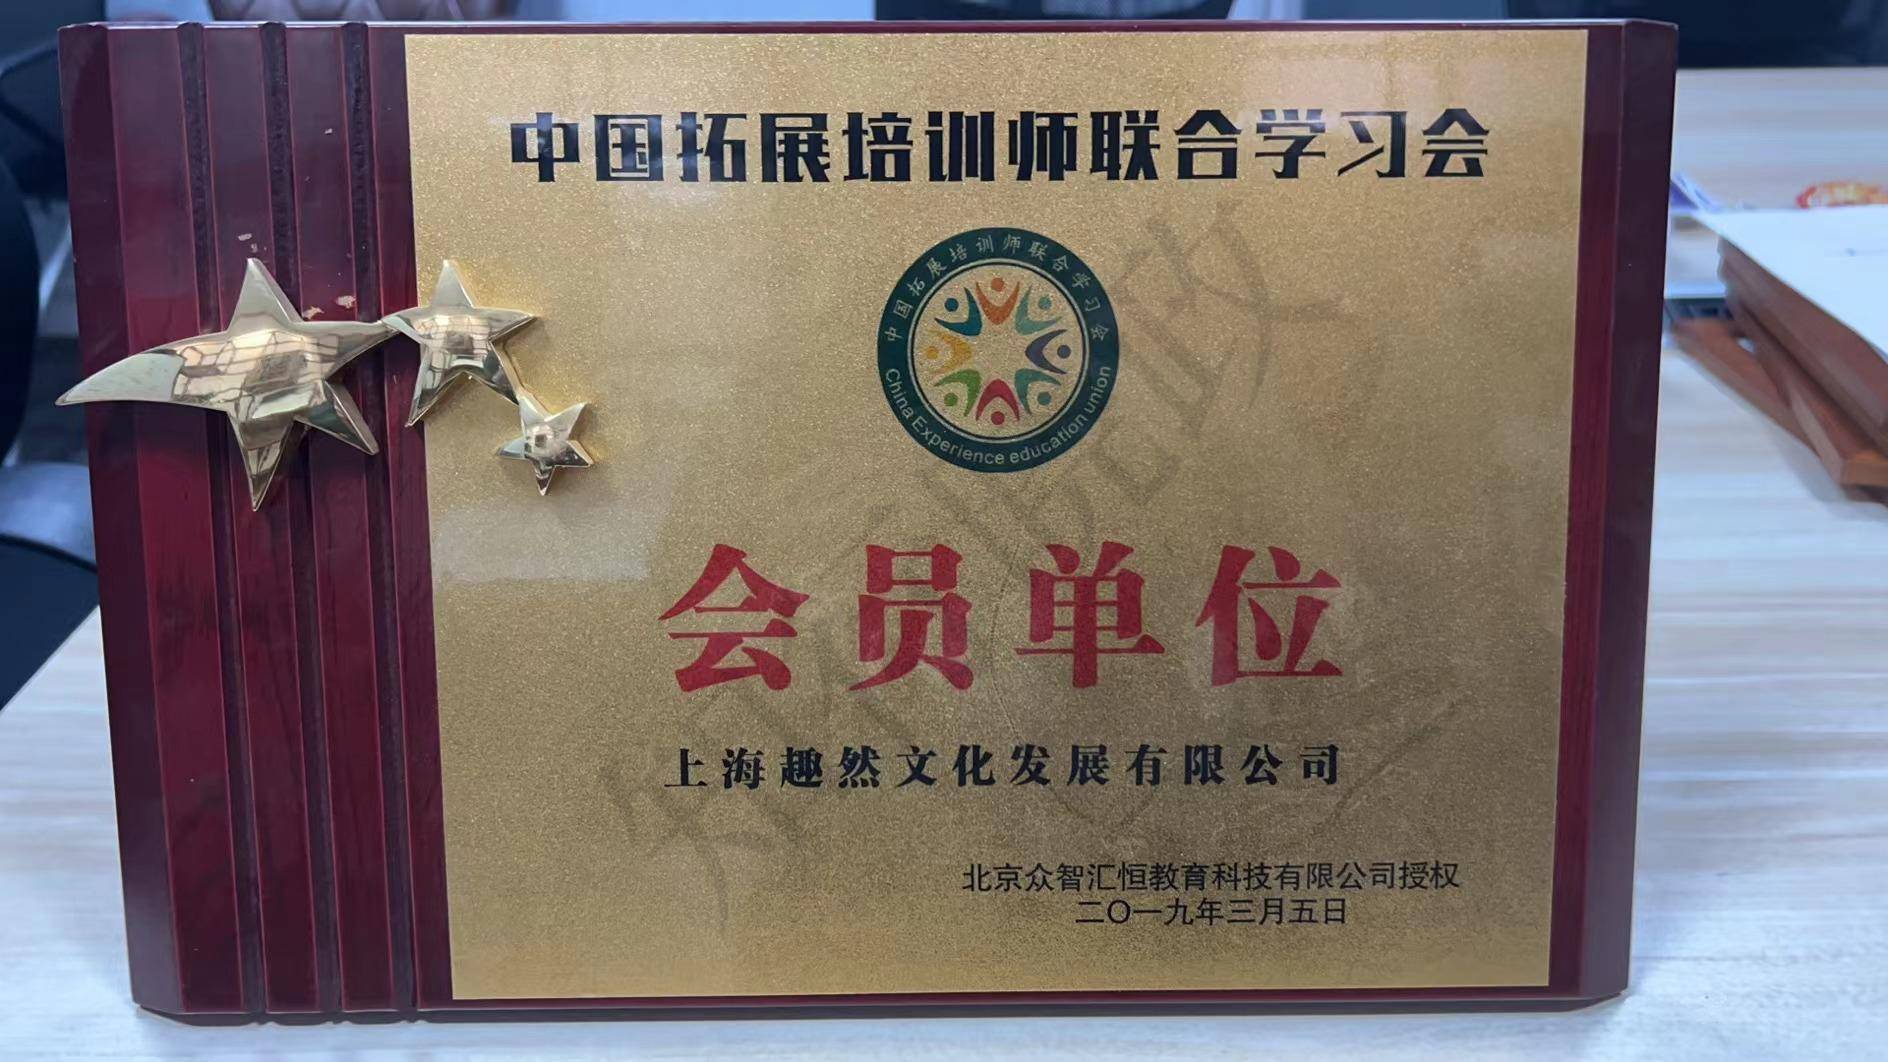 中国拓展培训师联合学习会
中国拓展培训师联合学习会
China Experience education union
会员单位
上海趣然文化发展有限公司
北京众智汇恒教育科技有限公司授权
二〇一九年三月五日